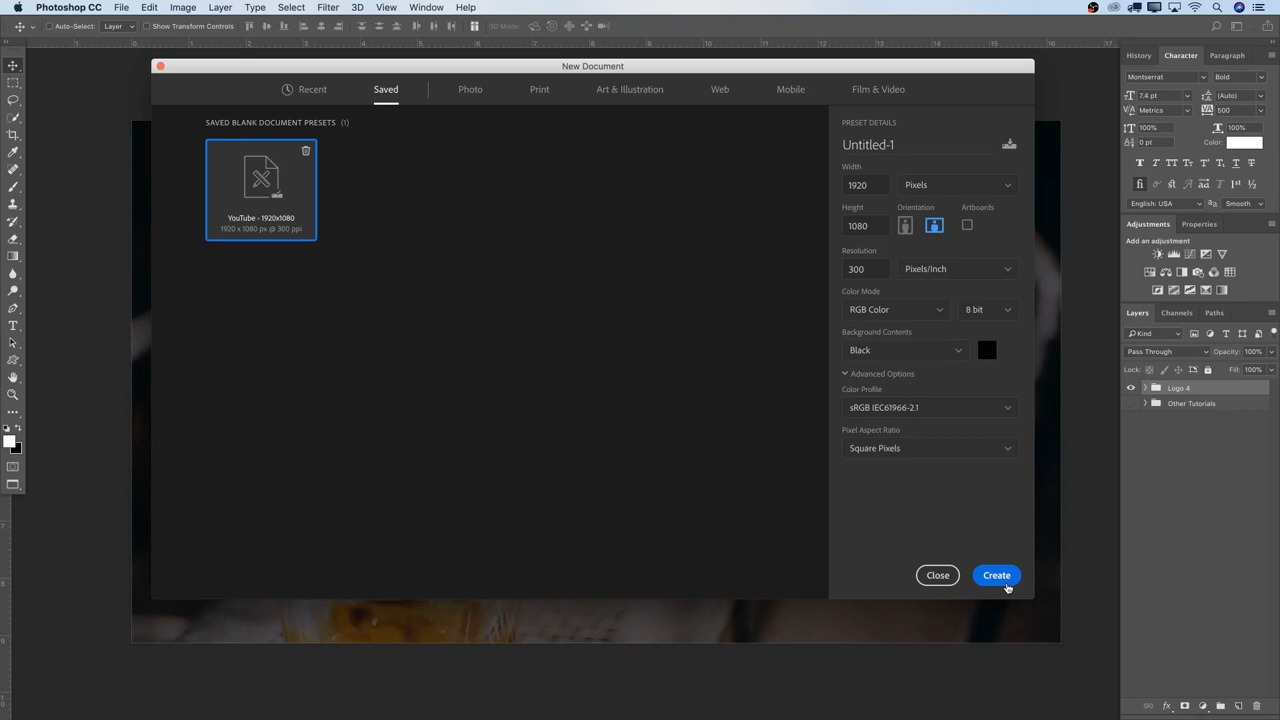 Photoshop CC File Edit Image Layer Type Select Filter 3D View Window Help
Auto-Select: Layer Show Transform Controls 3D Mode:
New Document
Recent Saved Photo Print Art & Illustration Web Mobile Film & Video
SAVED BLANK DOCUMENT PRESETS (1)
YouTube - 1920x1080
1920 x 1080 px @ 300 ppi
PRESET DETAILS
Untitled-1
Width
1920 Pixels
Height Orientation Artboards
1080
Resolution
300 Pixels/Inch
Color Mode
RGB Color 8 bit
Background Contents
Black
Advanced Options
Color Profile
sRGB IEC61966-2.1
Pixel Aspect Ratio
Square Pixels
Close Create
History Character Paragraph
Montserrat Bold
7.4 pt (Auto)
Metrics 500
100% 100%
0 pt Color:
English: USA Smooth
Adjustments Properties
Add an adjustment
Layers Channels Paths
Kind
Pass Through Opacity: 100%
Lock: Fill: 100%
Logo 4
Other Tutorials